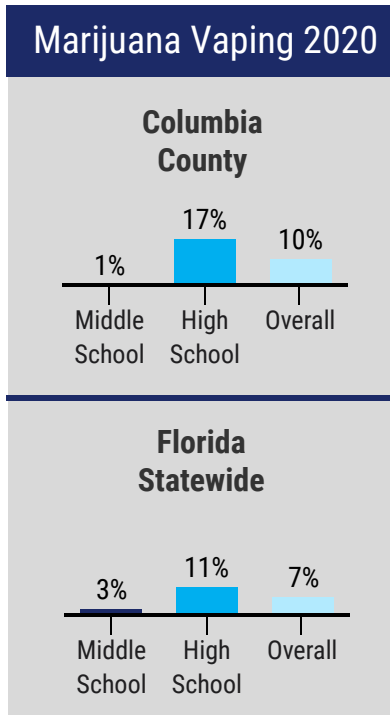 Marijuana Vaping 2020
Columbia
County
1%
17%
10%
Middle
School
High
School
Overall
Florida
Statewide
3%
11%
7%
Middle
School
High
School
Overall